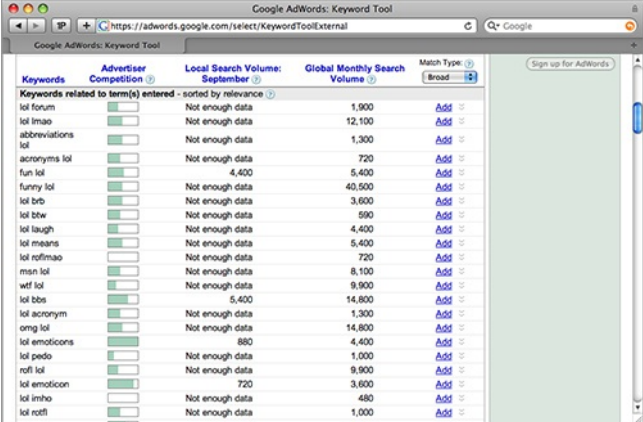 Google AdWords: Keyword Tool
https://adwords.google.com/select/KeywordToolExternal
Google
Google AdWords: Keyword Tool
Keywords Advertiser Competition Local Search Volume: September Global Monthly Search Volume Match Type: Broad
Sign up for AdWords
Keywords related to term(s) entered - sorted by relevance
lol forum Not enough data 1,900 Add
lol lmao Not enough data 12,100 Add
abbreviations lol Not enough data 1,300 Add
acronyms lol Not enough data 720 Add
fun lol 4,400 5,400 Add
funny lol Not enough data 40,500 Add
lol brb Not enough data 3,600 Add
lol btw Not enough data 590 Add
lol laugh Not enough data 4,400 Add
lol means Not enough data 5,400 Add
lol roflmao Not enough data 720 Add
msn lol Not enough data 8,100 Add
wtf lol Not enough data 9,900 Add
lol bbs 5,400 14,800 Add
lol acronym Not enough data 1,300 Add
omg lol Not enough data 14,800 Add
lol emoticons 880 4,400 Add
lol pedo Not enough data 1,000 Add
rofl lol Not enough data 9,900 Add
lol emoticon 720 3,600 Add
lol imho Not enough data 480 Add
lol rotfl Not enough data 1,000 Add